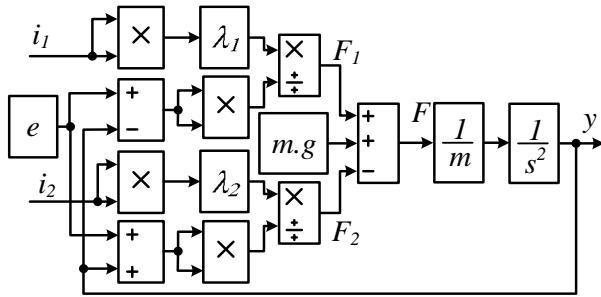 i1
× λ1 × ÷ F1
+ − ×
e
m.g
+ + −
F
1/m
1/s²
y
i2
× λ2 × ÷ F2
+ + ×